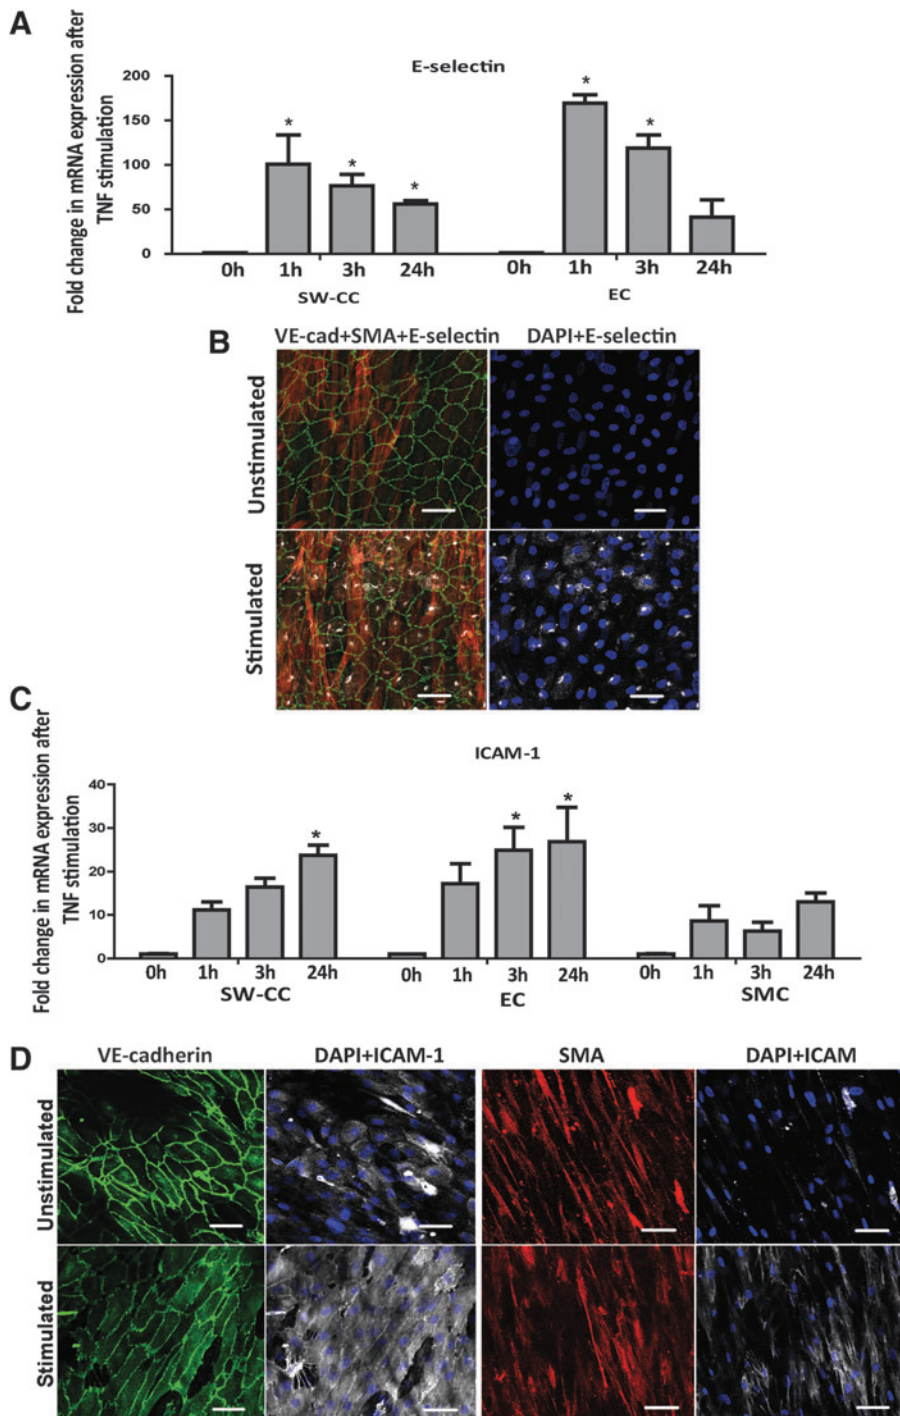 A
Fold change in mRNA expression after
TNF stimulation
E-selectin
200
150
100
50
0
* * * * *
0h 1h 3h 24h 0h 1h 3h 24h
SW-CC EC
B
VE-cad+SMA+E-selectin DAPI+E-selectin
Unstimulated
Stimulated
C
Fold change in mRNA expression after
TNF stimulation
ICAM-1
40
30
20
10
0
* * *
0h 1h 3h 24h 0h 1h 3h 24h 0h 1h 3h 24h
SW-CC EC SMC
D
VE-cadherin DAPI+ICAM-1 SMA DAPI+ICAM
Unstimulated
Stimulated